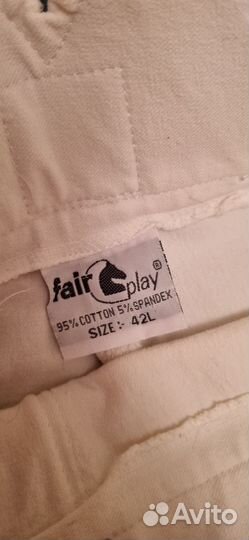 fair play®
95% COTTON 5% SPANDEX
SIZE:- 42L
Avito